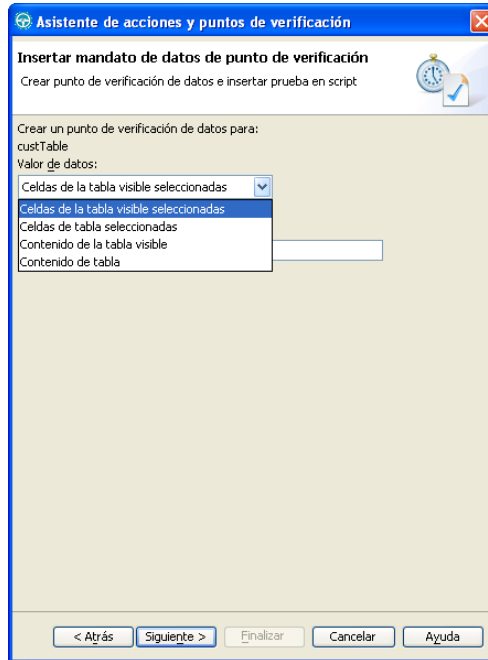 Asistente de acciones y puntos de verificación
Insertar mandato de datos de punto de verificación
Crear punto de verificación de datos e insertar prueba en script
Crear un punto de verificación de datos para:
custTable
Valor de datos:
Celdas de la tabla visible seleccionadas
Celdas de la tabla visible seleccionadas
Celdas de tabla seleccionadas
Contenido de la tabla visible
Contenido de tabla
< Atrás
Siguiente >
Finalizar
Cancelar
Ayuda